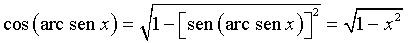 cos (arc sen x) = √1−[sen (arc sen x)]² = √1−x²